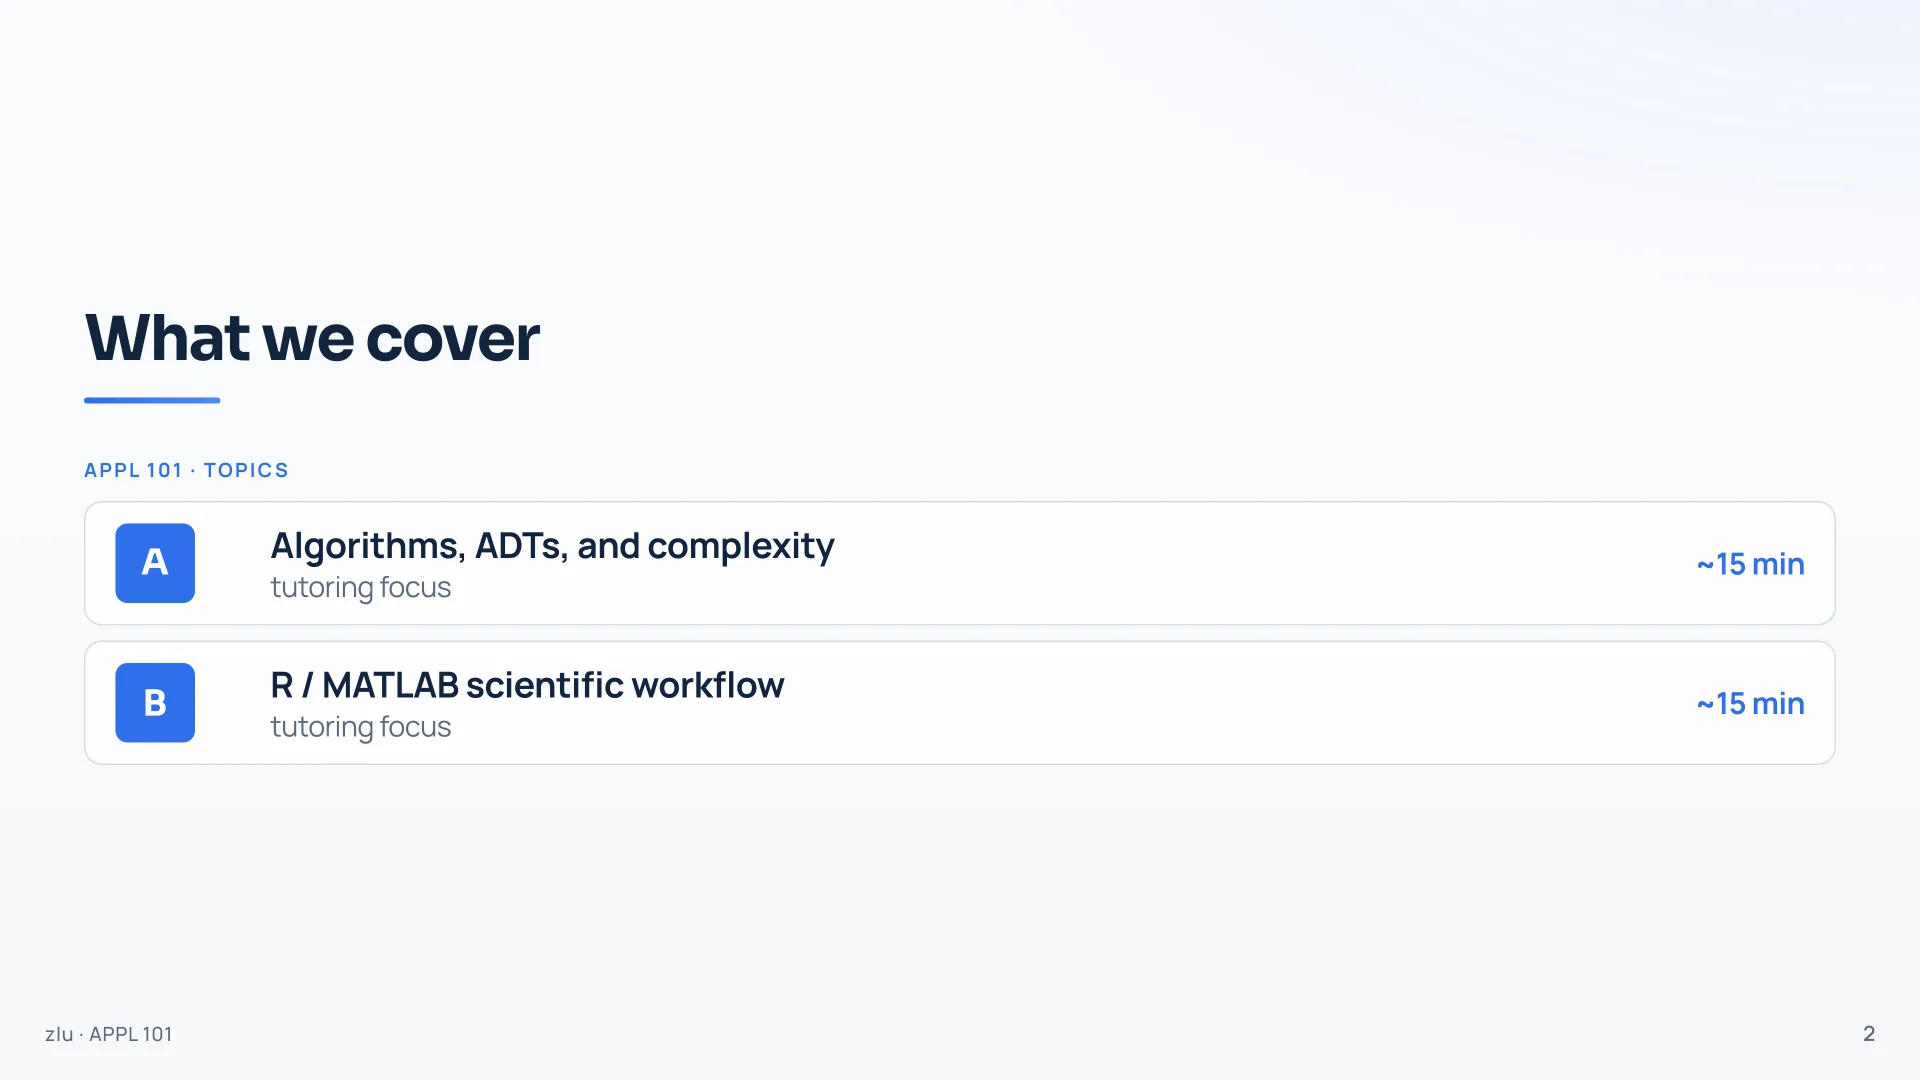 What we cover
APPL 101 · TOPICS
A
Algorithms, ADTs, and complexity
tutoring focus
~15 min
B
R / MATLAB scientific workflow
tutoring focus
~15 min
zlu · APPL 101
2